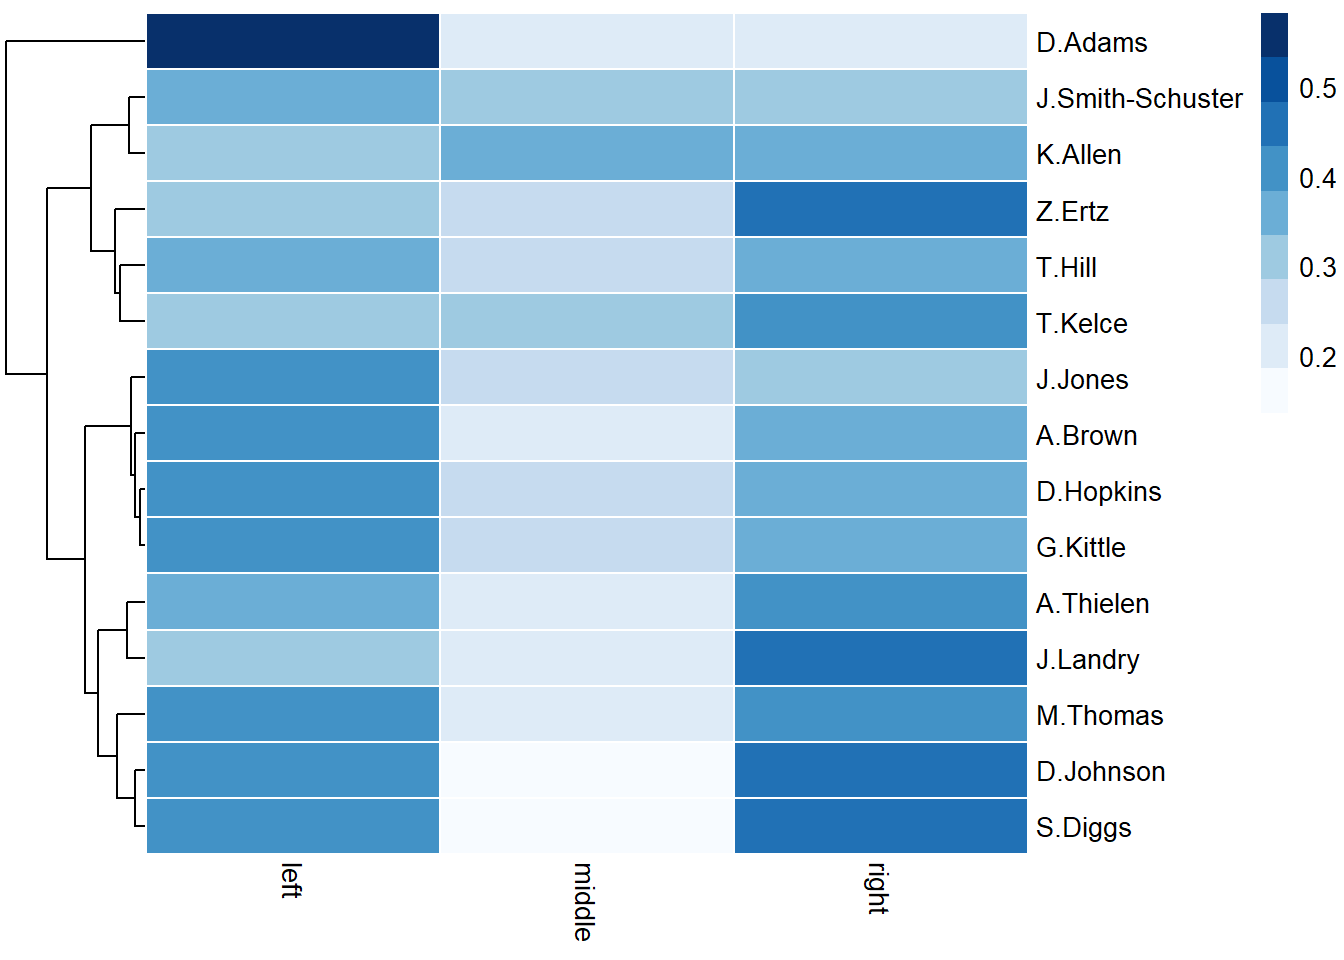 D.Adams
J.Smith-Schuster
K.Allen
Z.Ertz
T.Hill
T.Kelce
J.Jones
A.Brown
D.Hopkins
G.Kittle
A.Thielen
J.Landry
M.Thomas
D.Johnson
S.Diggs
left
middle
right
0.5
0.4
0.3
0.2